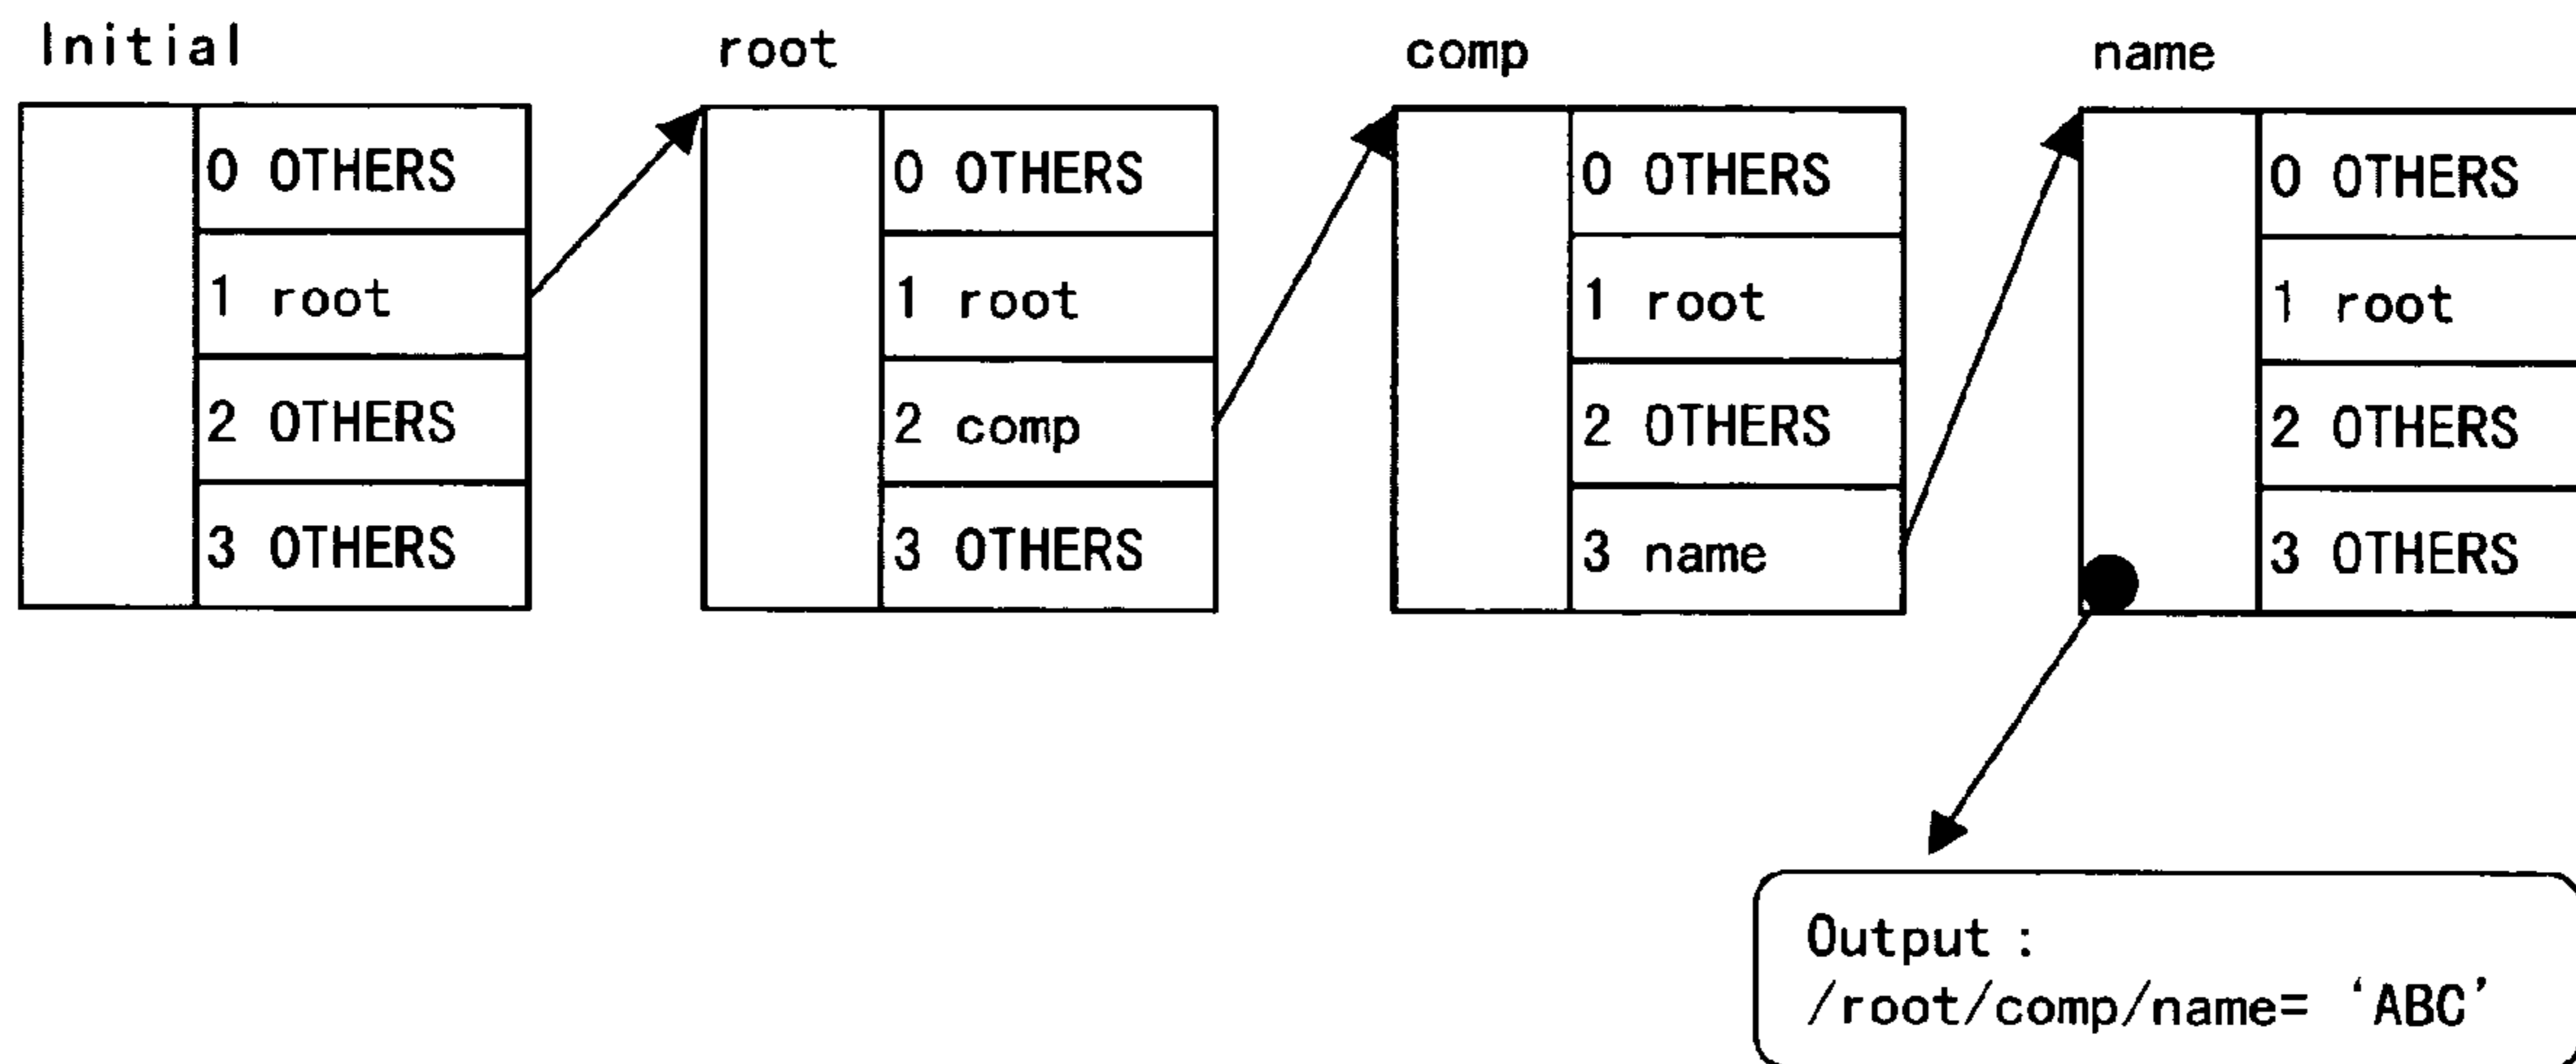 Initial
0 OTHERS
1 root
2 OTHERS
3 OTHERS
root
0 OTHERS
1 root
2 comp
3 OTHERS
comp
0 OTHERS
1 root
2 OTHERS
3 name
name
0 OTHERS
1 root
2 OTHERS
3 OTHERS
Output :
/root/comp/name= ‘ABC’